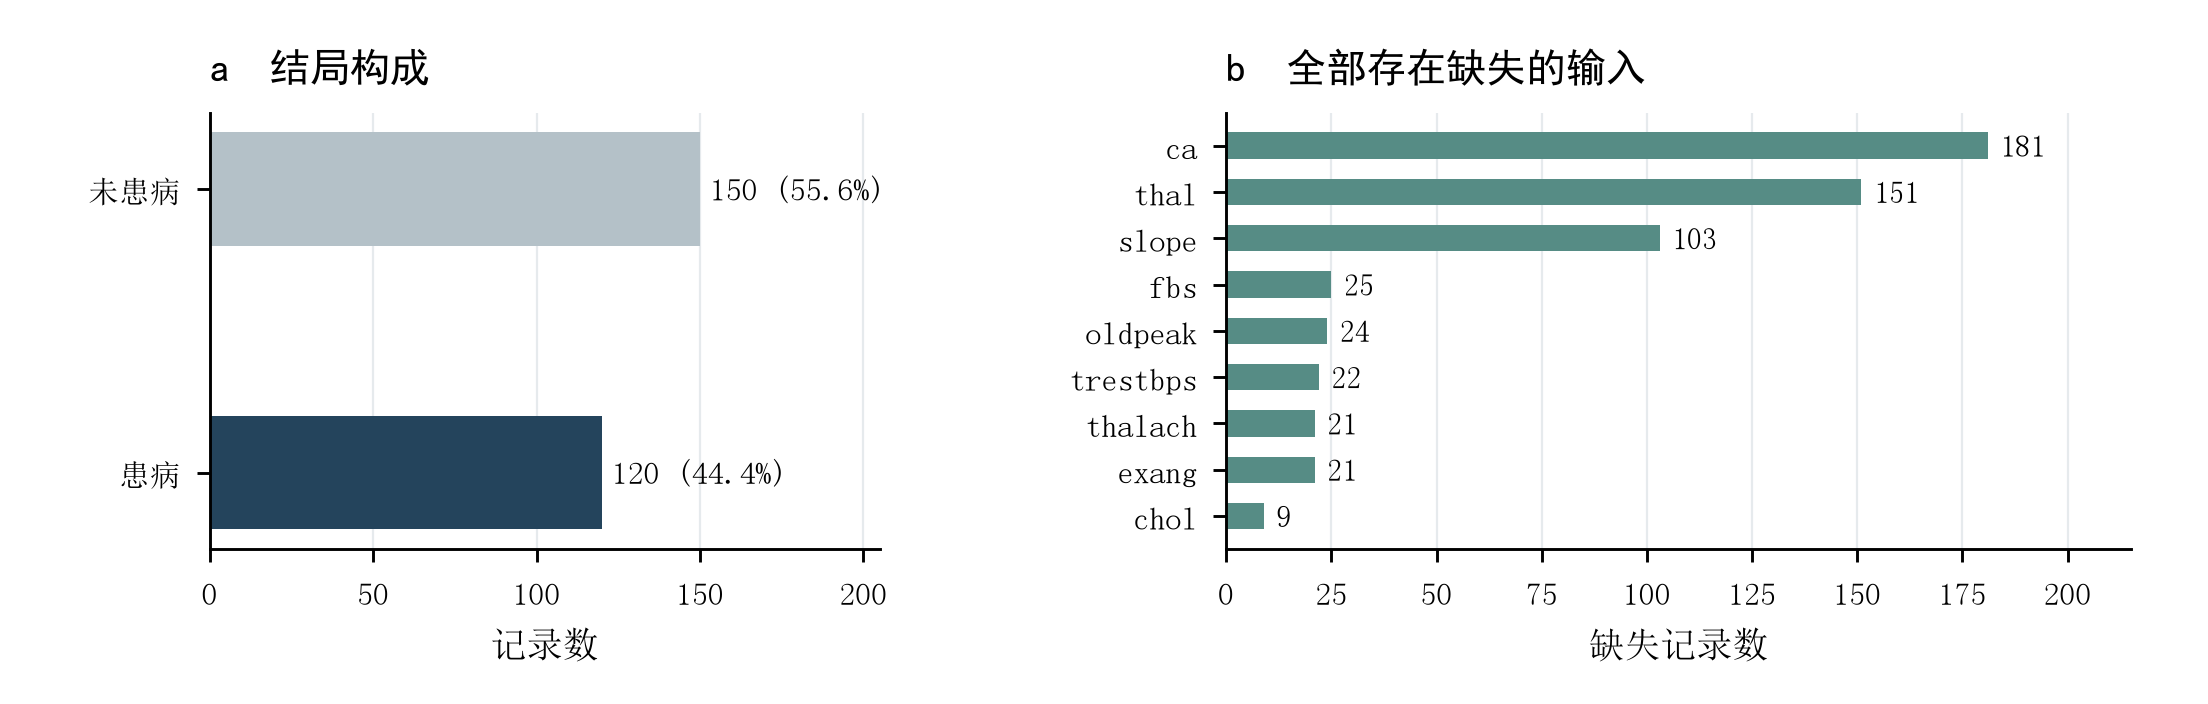 a 结局构成
未患病
150 (55.6%)
患病
120 (44.4%)
0 50 100 150 200
记录数
b 全部存在缺失的输入
ca 181
thal 151
slope 103
fbs 25
oldpeak 24
trestbps 22
thalach 21
exang 21
chol 9
0 25 50 75 100 125 150 175 200
缺失记录数